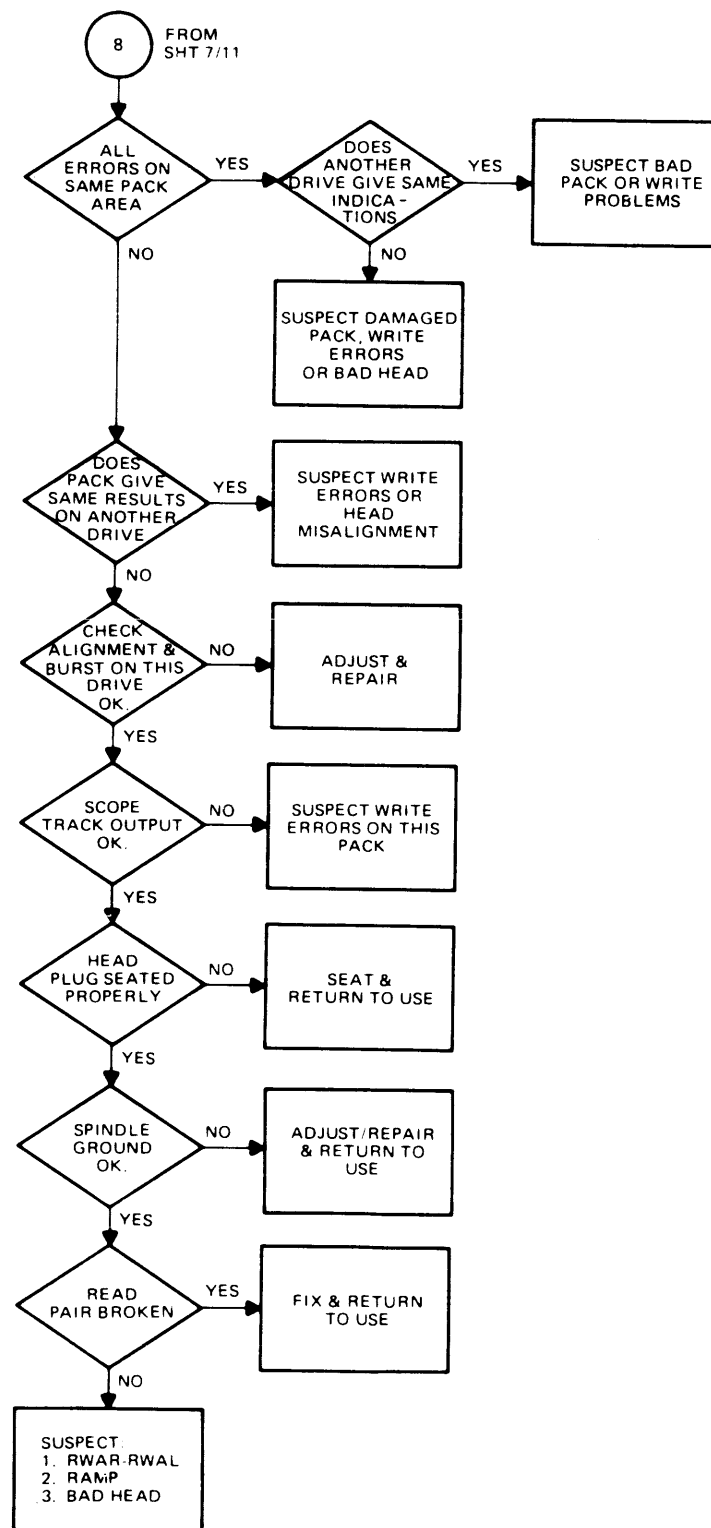 8
FROM
SHT 7/11
ALL
ERRORS ON
SAME PACK
AREA
YES
NO
DOES
ANOTHER
DRIVE GIVE SAME
INDICA-
TIONS
YES
NO
SUSPECT BAD
PACK OR WRITE
PROBLEMS
SUSPECT DAMAGED
PACK, WRITE
ERRORS
OR BAD HEAD
DOES
PACK GIVE
SAME RESULTS
ON ANOTHER
DRIVE
YES
NO
SUSPECT WRITE
ERRORS OR
HEAD
MISALIGNMENT
CHECK
ALIGNMENT &
BURST ON THIS
DRIVE
OK.
NO
YES
ADJUST &
REPAIR
SCOPE
TRACK OUTPUT
OK.
NO
YES
SUSPECT WRITE
ERRORS ON THIS
PACK
HEAD
PLUG SEATED
PROPERLY
NO
YES
SEAT &
RETURN TO USE
SPINDLE
GROUND
OK.
NO
YES
ADJUST/REPAIR
& RETURN TO
USE
READ
PAIR BROKEN
YES
NO
FIX & RETURN
TO USE
SUSPECT:
1. RWAR-RWAL
2. RAMP
3. BAD HEAD